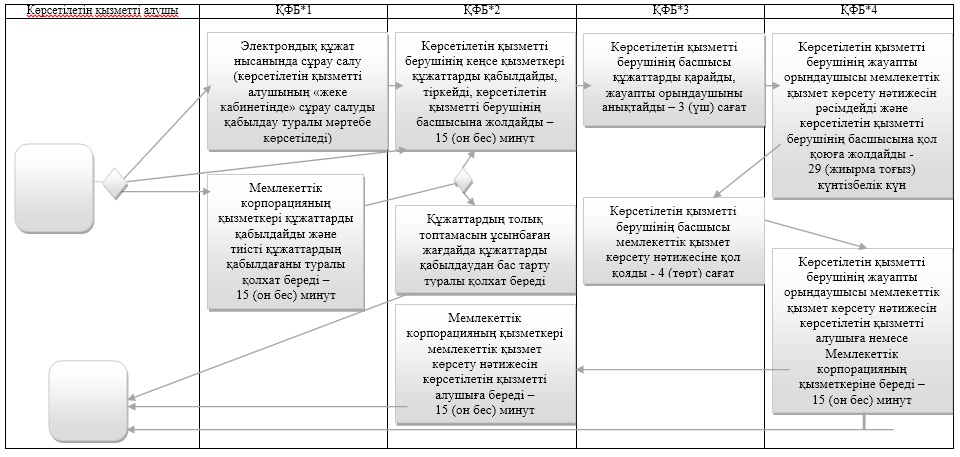 Көрсетілетін қызметті алушы
ҚФБ*1
ҚФБ*2
ҚФБ*3
ҚФБ*4
Электрондық құжат
нысанында сұрау салу
(көрсетілетін қызметті
алушының «жеке
кабинетінде» сұрау салуды
қабылдау туралы мәртебе
көрсетіледі)
Көрсетілетін қызметті
берушінің кеңсе қызметкері
құжаттарды қабылдайды,
тіркейді, көрсетілетін
қызметті берушінің
басшысына жолдайды –
15 (он бес) минут
Көрсетілетін қызметті
берушінің басшысы
құжаттарды қарайды,
жауапты орындаушыны
анықтайды – 3 (үш) сағат
Көрсетілетін қызметті
берушінің жауапты
орындаушысы мемлекеттік
қызмет көрсету нәтижесін
рәсімдейді және
көрсетілетін қызметті
берушінің басшысына қол
қоюға жолдайды -
29 (жиырма тоғыз)
күнтізбелік күн
Мемлекеттік
корпорацияның
қызметкері құжаттарды
қабылдайды және
тиісті құжаттардың
қабылдағаны туралы
қолхат береді –
15 (он бес) минут
Құжаттардың толық
топтамасын ұсынбаған
жағдайда құжаттарды
қабылдаудан бас тарту
туралы қолхат береді
Көрсетілетін қызметті
берушінің басшысы
мемлекеттік қызмет
көрсету нәтижесіне қол
қояды - 4 (төрт) сағат
Көрсетілетін қызметті
берушінің жауапты
орындаушысы мемлекеттік
қызмет көрсету нәтижесін
көрсетілетін қызметті
алушыға немесе
Мемлекеттік
корпорацияның
қызметкеріне береді –
15 (он бес) минут
Мемлекеттік
корпорацияның қызметкері
мемлекеттік қызмет
көрсету нәтижесін
көрсетілетін қызметті
алушыға береді –
15 (он бес) минут